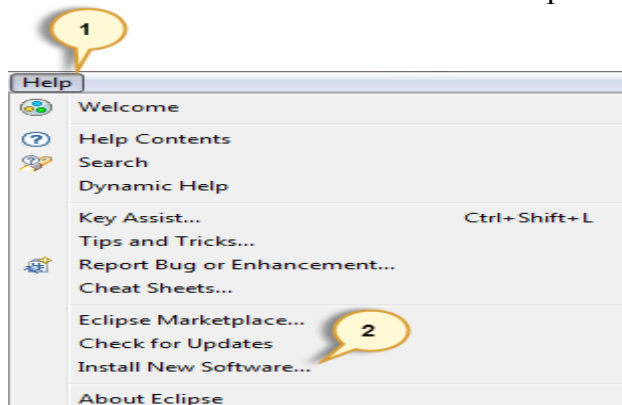 1
Help
Welcome
Help Contents
Search
Dynamic Help
Key Assist... Ctrl+Shift+L
Tips and Tricks...
Report Bug or Enhancement...
Cheat Sheets...
Eclipse Marketplace...
2
Check for Updates
Install New Software...
About Eclipse